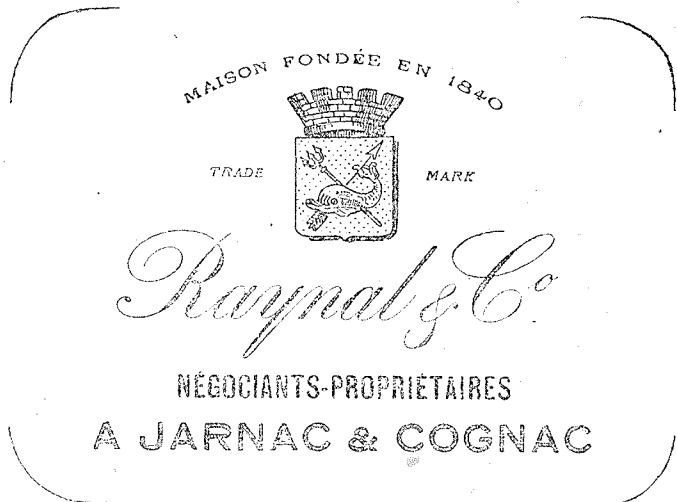 MAISON FONDÉE EN 1840
TRADE MARK
Raynal & Co
NÉGOCIANTS-PROPRIÉTAIRES
A JARNAC & COGNAC